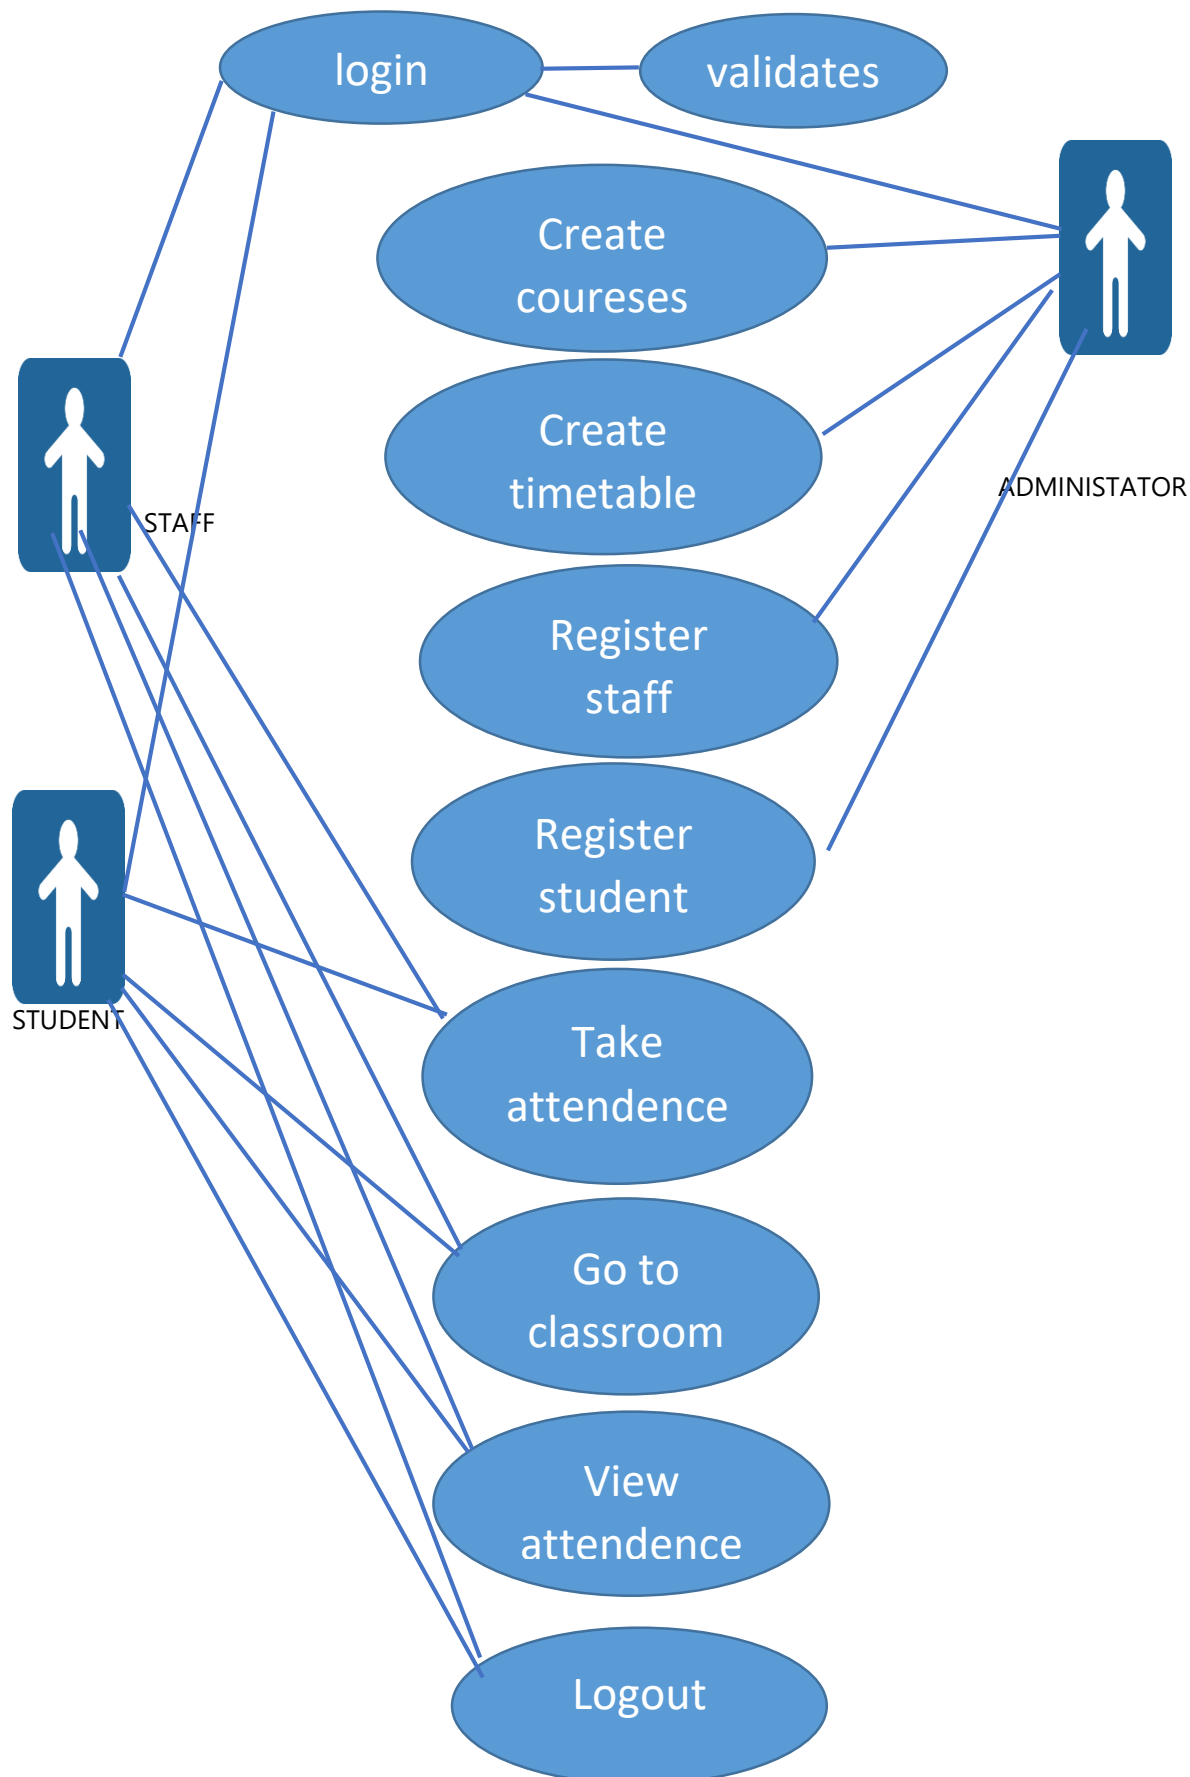 login
validates
Create
coureses
Create
timetable
ADMINISTATOR
STAFF
Register
staff
Register
student
STUDENT
Take
attendence
Go to
classroom
View
attendence
Logout